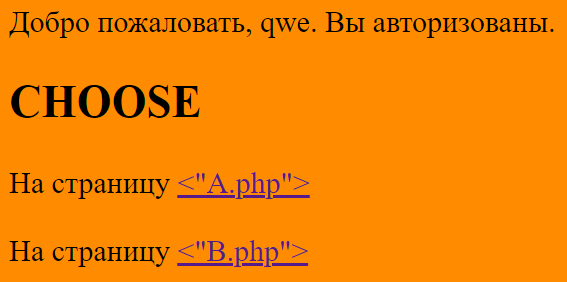 Добро пожаловать, qwe. Вы авторизованы.
CHOOSE
На страницу <"A.php">
На страницу <"B.php">